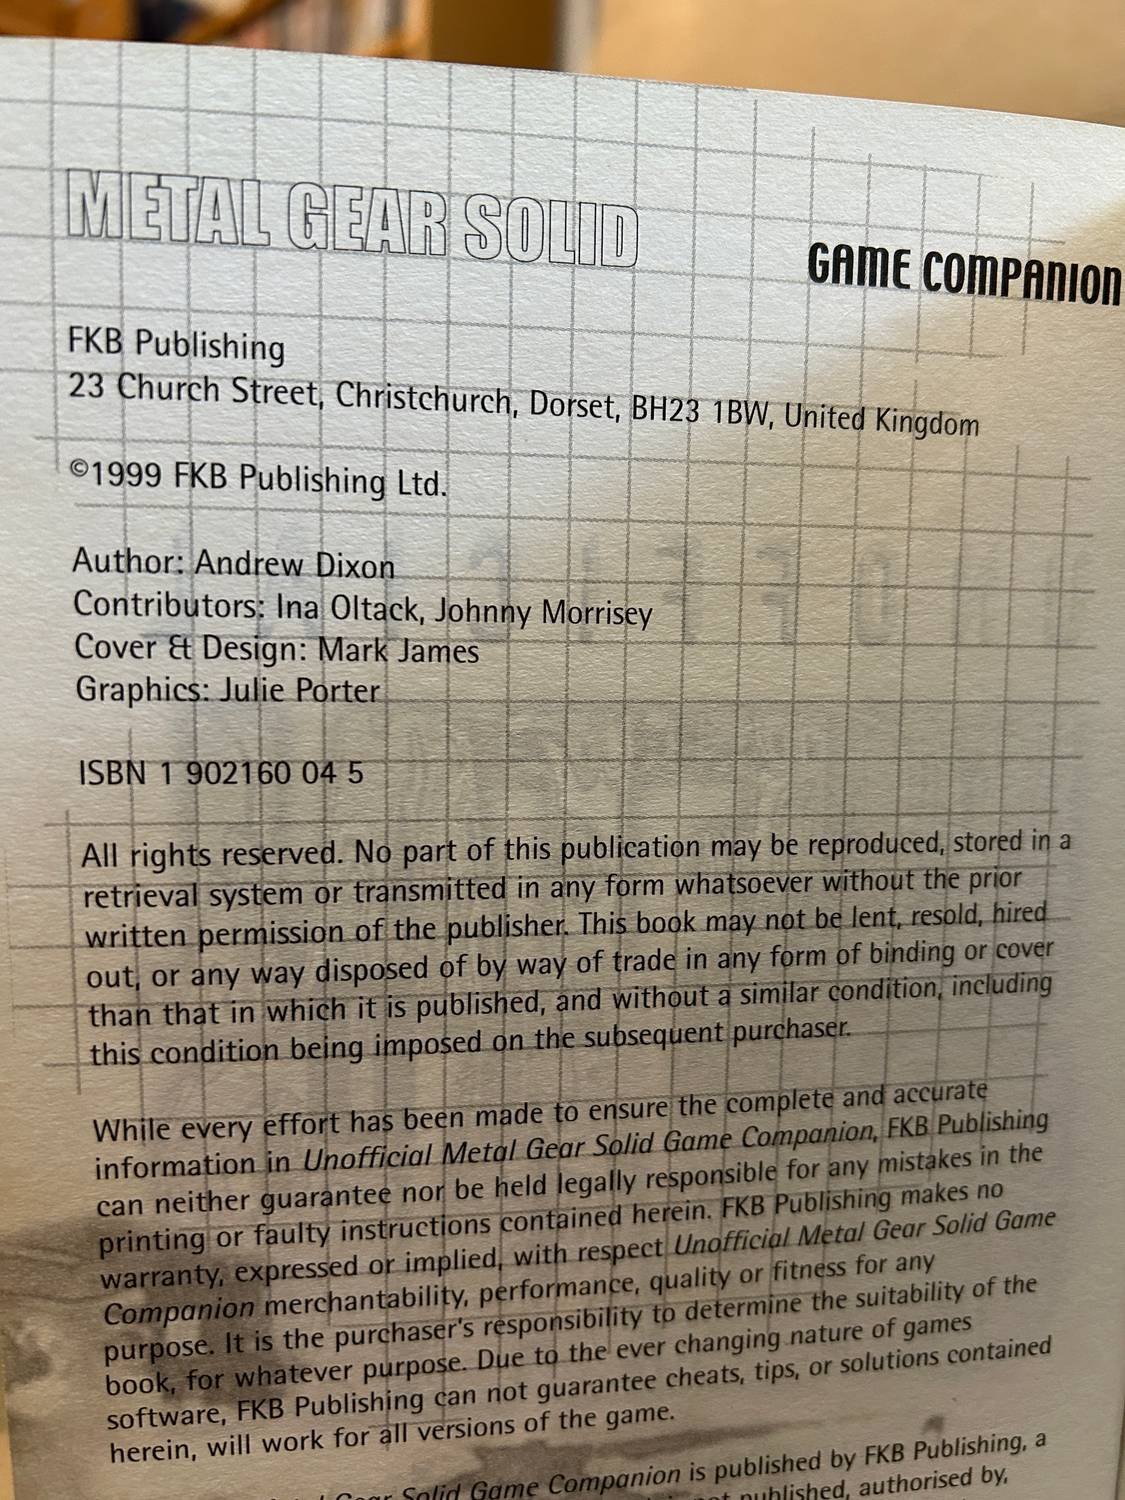 METAL GEAR SOLID
GAME COMPANION
FKB Publishing
23 Church Street, Christchurch, Dorset, BH23 1BW, United Kingdom
©1999 FKB Publishing Ltd.
Author: Andrew Dixon
Contributors: Ina Oltack, Johnny Morrisey
Cover & Design: Mark James
Graphics: Julie Porter
ISBN 1 902160 04 5
All rights reserved. No part of this publication may be reproduced, stored in a
retrieval system or transmitted in any form whatsoever without the prior
written permission of the publisher. This book may not be lent, resold, hired
out, or any way disposed of by way of trade in any form of binding or cover
than that in which it is published, and without a similar condition, including
this condition being imposed on the subsequent purchaser.
While every effort has been made to ensure the complete and accurate
information in Unofficial Metal Gear Solid Game Companion, FKB Publishing
can neither guarantee nor be held legally responsible for any mistakes in the
printing or faulty instructions contained herein. FKB Publishing makes no
warranty, expressed or implied, with respect Unofficial Metal Gear Solid Game
Companion merchantability, performance, quality or fitness for any
purpose. It is the purchaser's responsibility to determine the suitability of the
book, for whatever purpose. Due to the ever changing nature of games
software, FKB Publishing can not guarantee cheats, tips, or solutions contained
herein, will work for all versions of the game.
Gear Solid Game Companion is published by FKB Publishing, a
published, authorised by,